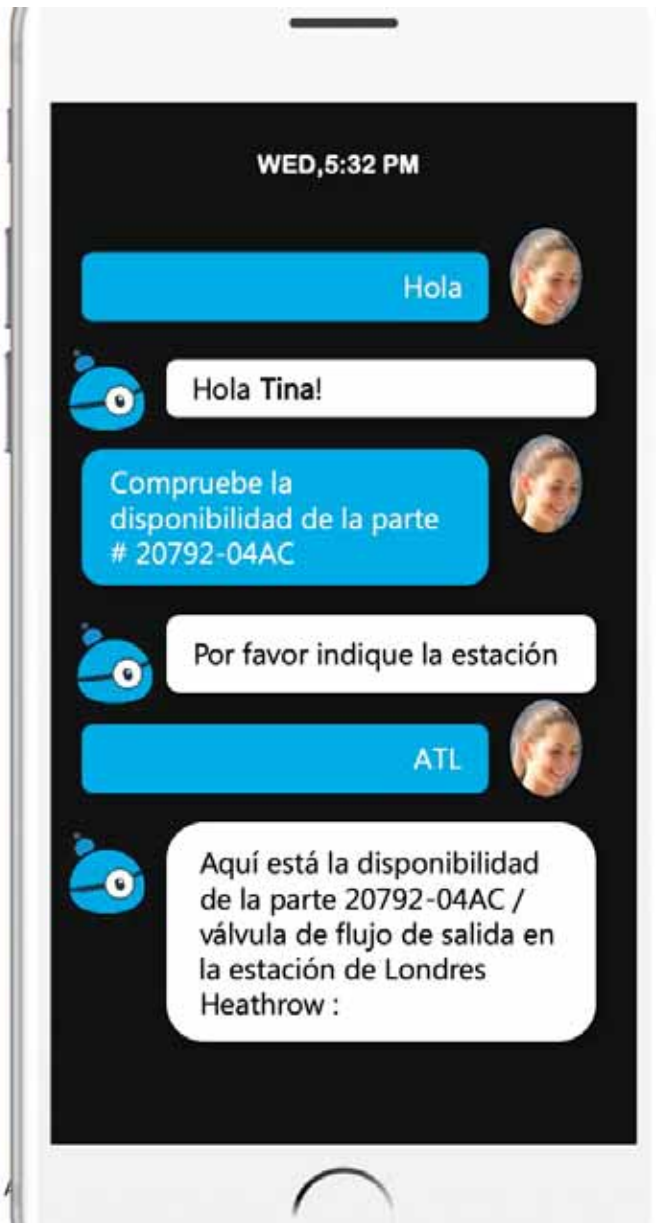 WED,5:32 PM
Hola
Hola Tina!
Compruebe la
disponibilidad de la parte
# 20792-04AC
Por favor indique la estación
ATL
Aquí está la disponibilidad
de la parte 20792-04AC /
válvula de flujo de salida en
la estación de Londres
Heathrow :